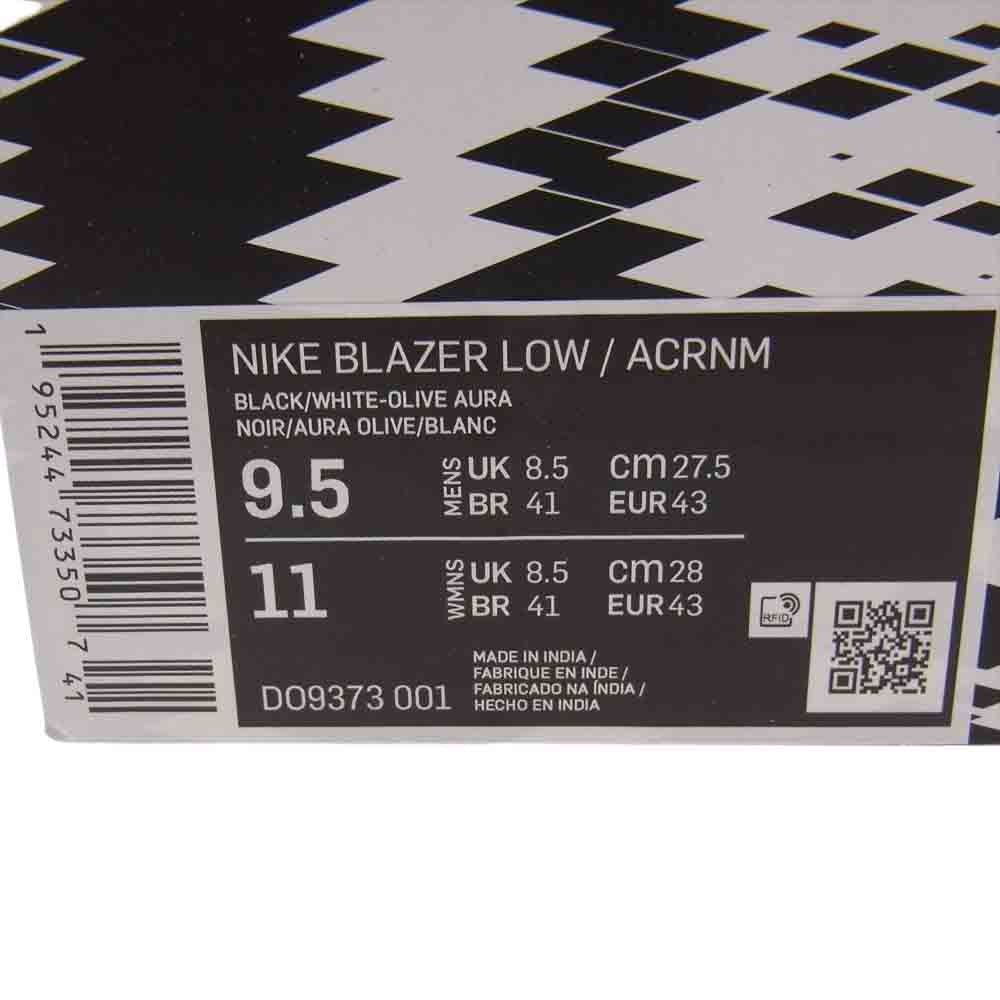 NIKE BLAZER LOW / ACRNM
BLACK/WHITE-OLIVE AURA
NOIR/AURA OLIVE/BLANC
9.5 MENS UK 8.5 cm 27.5
BR 41 EUR 43
11 WMNS UK 8.5 cm 28
BR 41 EUR 43
MADE IN INDIA /
FABRIQUE EN INDE /
FABRICADO NA ÍNDIA /
HECHO EN INDIA
DO9373 001
RFID
1 95244 73350 7 41